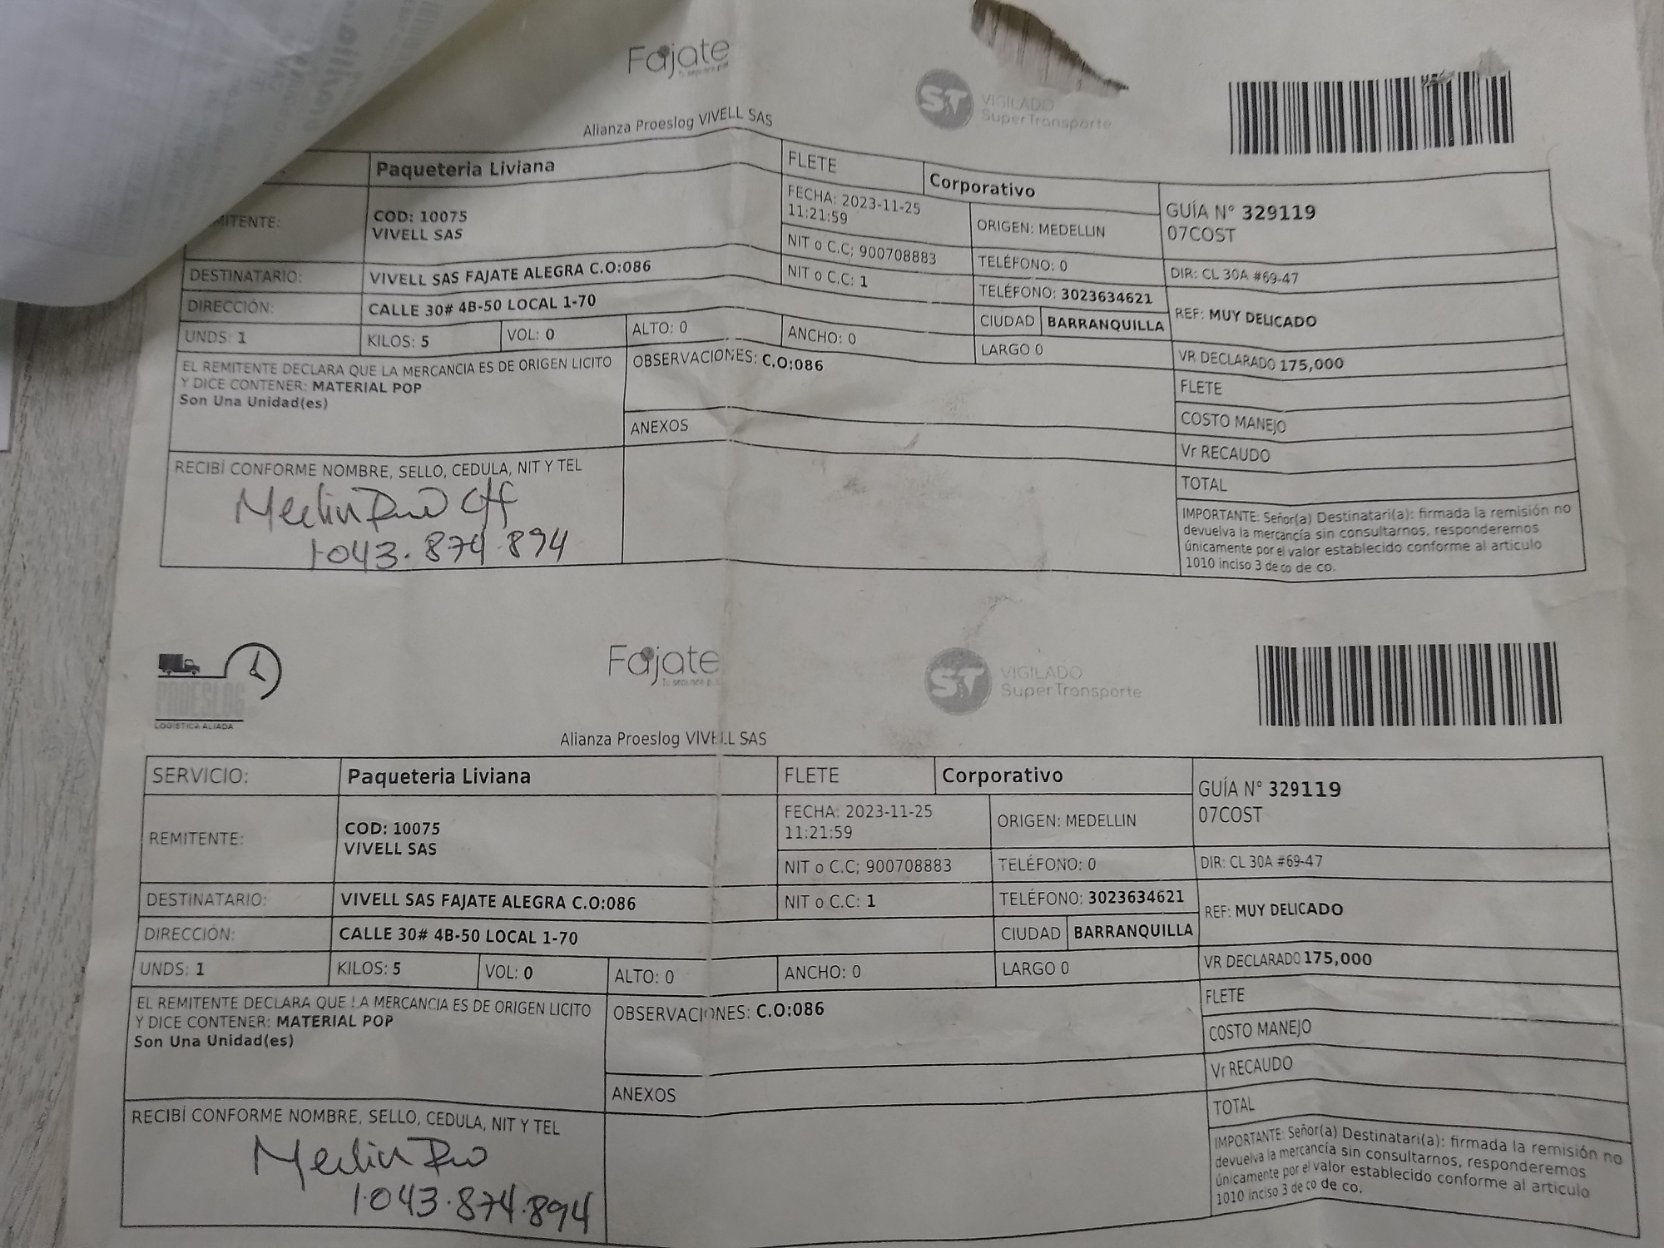 Fajate
Alianza Proeslog VIVELL SAS
ST VIGILADO
SuperTransporte
Paqueteria Liviana
FLETE
Corporativo
GUÍA N° 329119
07COST
MITENTE:
COD: 10075
VIVELL SAS
FECHA: 2023-11-25
11:21:59
ORIGEN: MEDELLIN
NIT o C.C; 900708883
TELÉFONO: 0
DIR: CL 30A #69-47
DESTINATARIO:
VIVELL SAS FAJATE ALEGRA C.O:086
NIT o C.C: 1
TELÉFONO: 3023634621
REF: MUY DELICADO
DIRECCIÓN:
CALLE 30# 4B-50 LOCAL 1-70
CIUDAD
BARRANQUILLA
UNDS: 1
KILOS: 5
VOL: 0
ALTO: 0
ANCHO: 0
LARGO 0
VR DECLARADO 175,000
EL REMITENTE DECLARA QUE LA MERCANCIA ES DE ORIGEN LICITO
Y DICE CONTENER: MATERIAL POP
Son Una Unidad(es)
OBSERVACIONES: C.O:086
ANEXOS
FLETE
COSTO MANEJO
Vr RECAUDO
TOTAL
RECIBÍ CONFORME NOMBRE, SELLO, CEDULA, NIT Y TEL
1.043.874.894
IMPORTANTE: Señor(a) Destinatari(a): firmada la remisión no
devuelva la mercancía sin consultarnos, responderemos
únicamente por el valor establecido conforme al articulo
1010 inciso 3 de co de co.
PROESLOG
LOGISTICA ALIADA
Fajate
Alianza Proeslog VIVELL SAS
ST VIGILADO
SuperTransporte
SERVICIO:
Paqueteria Liviana
FLETE
Corporativo
GUÍA N° 329119
07COST
REMITENTE:
COD: 10075
VIVELL SAS
FECHA: 2023-11-25
11:21:59
ORIGEN: MEDELLIN
NIT o C.C; 900708883
TELÉFONO: 0
DIR: CL 30A #69-47
DESTINATARIO:
VIVELL SAS FAJATE ALEGRA C.O:086
NIT o C.C: 1
TELÉFONO: 3023634621
REF: MUY DELICADO
DIRECCIÓN:
CALLE 30# 4B-50 LOCAL 1-70
CIUDAD
BARRANQUILLA
UNDS: 1
KILOS: 5
VOL: 0
ALTO: 0
ANCHO: 0
LARGO 0
VR DECLARADO 175,000
EL REMITENTE DECLARA QUE LA MERCANCIA ES DE ORIGEN LICITO
Y DICE CONTENER: MATERIAL POP
Son Una Unidad(es)
OBSERVACIONES: C.O:086
ANEXOS
FLETE
COSTO MANEJO
Vr RECAUDO
TOTAL
RECIBÍ CONFORME NOMBRE, SELLO, CEDULA, NIT Y TEL
1.043.874.894
IMPORTANTE: Señor(a) Destinatari(a): firmada la remisión no
devuelva la mercancía sin consultarnos, responderemos
únicamente por el valor establecido conforme al articulo
1010 inciso 3 de co de co.